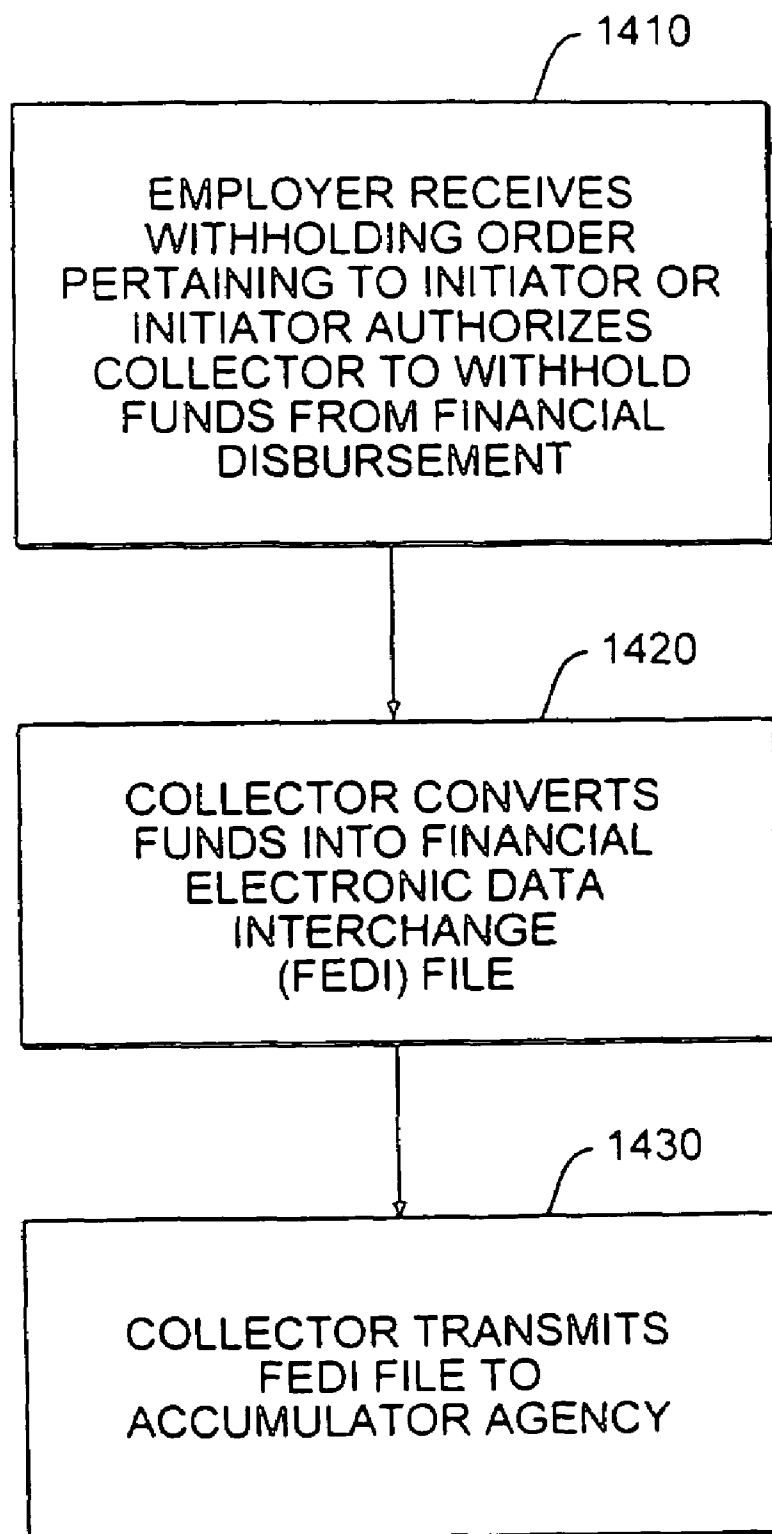 1410
EMPLOYER RECEIVES
WITHHOLDING ORDER
PERTAINING TO INITIATOR OR
INITIATOR AUTHORIZES
COLLECTOR TO WITHHOLD
FUNDS FROM FINANCIAL
DISBURSEMENT
1420
COLLECTOR CONVERTS
FUNDS INTO FINANCIAL
ELECTRONIC DATA
INTERCHANGE
(FEDI) FILE
1430
COLLECTOR TRANSMITS
FEDI FILE TO
ACCUMULATOR AGENCY